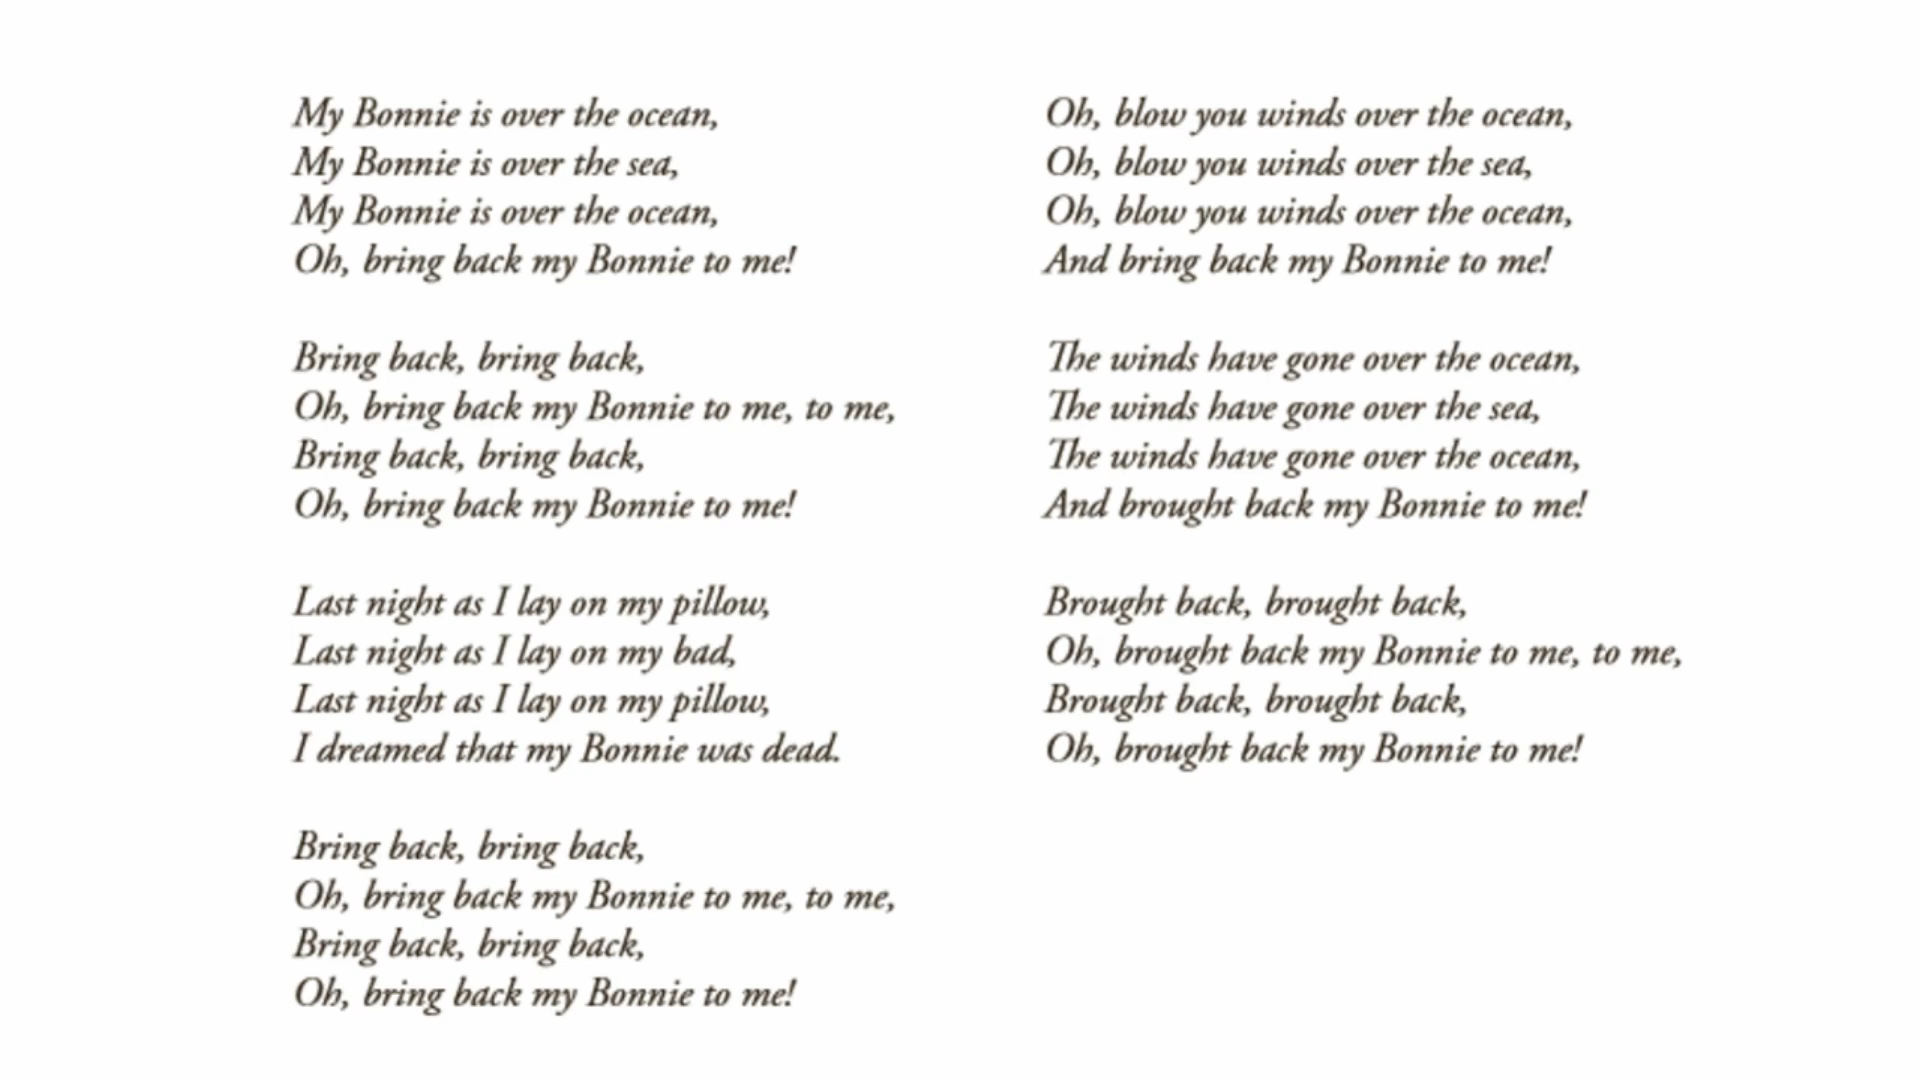 My Bonnie is over the ocean,
My Bonnie is over the sea,
My Bonnie is over the ocean,
Oh, bring back my Bonnie to me!

Bring back, bring back,
Oh, bring back my Bonnie to me, to me,
Bring back, bring back,
Oh, bring back my Bonnie to me!

Last night as I lay on my pillow,
Last night as I lay on my bad,
Last night as I lay on my pillow,
I dreamed that my Bonnie was dead.

Bring back, bring back,
Oh, bring back my Bonnie to me, to me,
Bring back, bring back,
Oh, bring back my Bonnie to me!

Oh, blow you winds over the ocean,
Oh, blow you winds over the sea,
Oh, blow you winds over the ocean,
And bring back my Bonnie to me!

The winds have gone over the ocean,
The winds have gone over the sea,
The winds have gone over the ocean,
And brought back my Bonnie to me!

Brought back, brought back,
Oh, brought back my Bonnie to me, to me,
Brought back, brought back,
Oh, brought back my Bonnie to me!